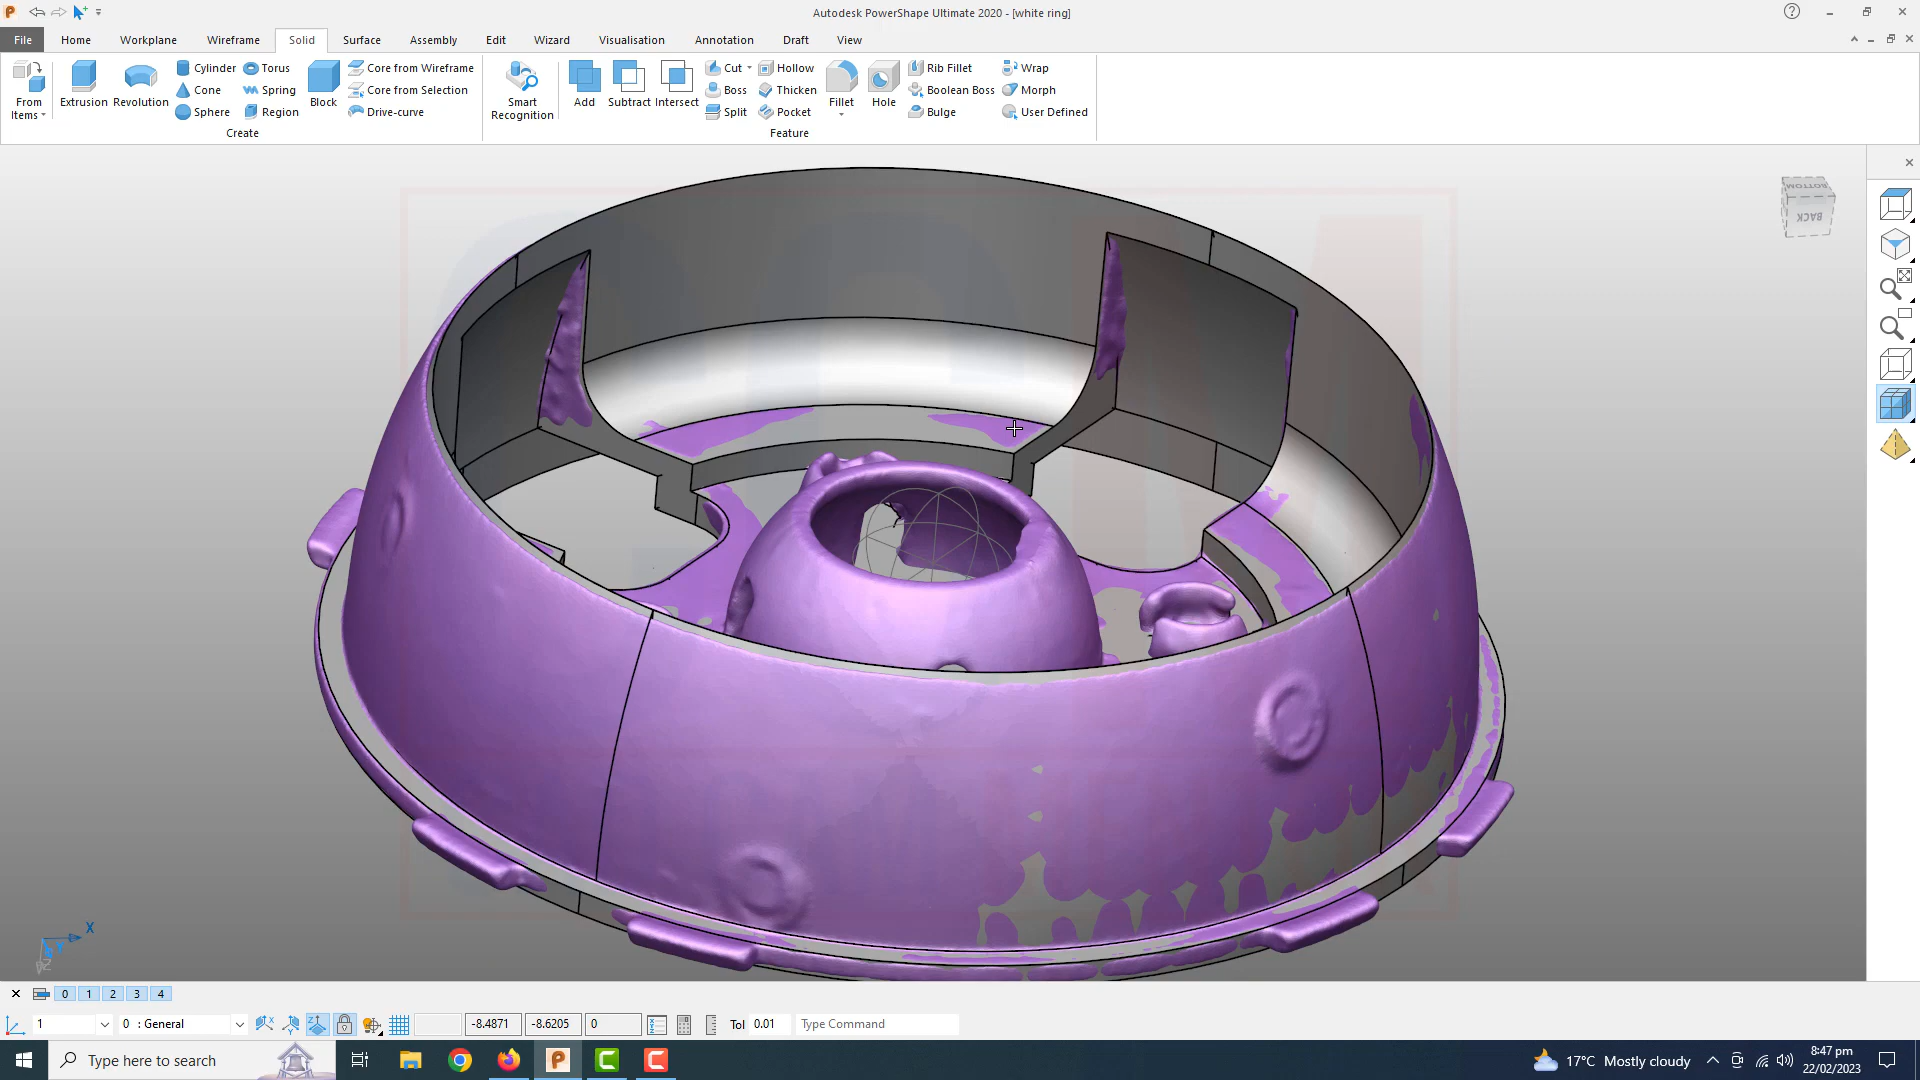 Autodesk PowerShape Ultimate 2020 - [white ring]
File Home Workplane Wireframe Solid Surface Assembly Edit Wizard Visualisation Annotation Draft View
From Items
Extrusion
Revolution
Cylinder
Cone
Sphere
Torus
Spring
Region
Block
Core from Wireframe
Core from Selection
Drive-curve
Create
Smart Recognition
Add
Subtract
Intersect
Cut
Boss
Split
Hollow
Thicken
Pocket
Fillet
Hole
Rib Fillet
Boolean Boss
Bulge
Wrap
Morph
User Defined
Feature
BOTTOM
BACK
X
Z
0 1 2 3 4
1 0 : General -8.4871 -8.6205 0 Tol 0.01 Type Command
Type here to search
17°C Mostly cloudy
8:47 pm
22/02/2023